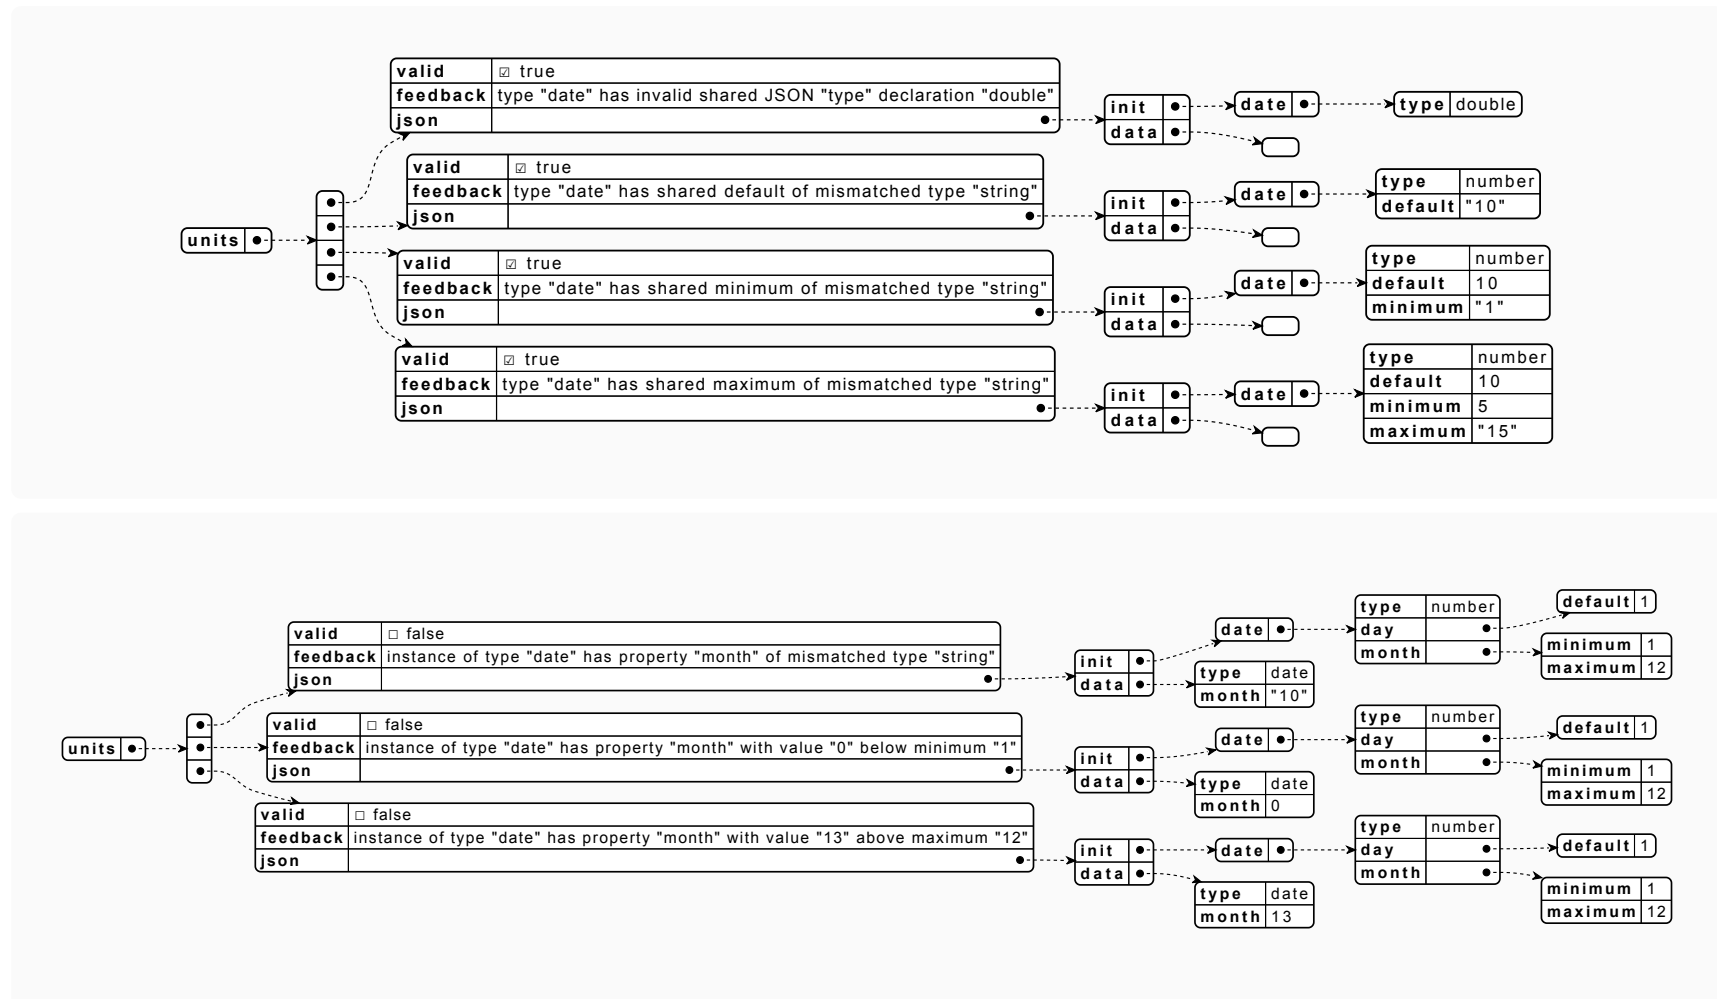 units
valid ☑ true
feedback type "date" has invalid shared JSON "type" declaration "double"
json
init
data
date
type double
valid ☑ true
feedback type "date" has shared default of mismatched type "string"
json
init
data
date
type number
default "10"
valid ☑ true
feedback type "date" has shared minimum of mismatched type "string"
json
init
data
date
type number
default 10
minimum "1"
valid ☑ true
feedback type "date" has shared maximum of mismatched type "string"
json
init
data
date
type number
default 10
minimum 5
maximum "15"
units
valid ☐ false
feedback instance of type "date" has property "month" of mismatched type "string"
json
init
data
date
type date
month "10"
type number
day
month
default 1
minimum 1
maximum 12
valid ☐ false
feedback instance of type "date" has property "month" with value "0" below minimum "1"
json
init
data
date
type date
month 0
type number
day
month
default 1
minimum 1
maximum 12
valid ☐ false
feedback instance of type "date" has property "month" with value "13" above maximum "12"
json
init
data
date
type date
month 13
type number
day
month
default 1
minimum 1
maximum 12